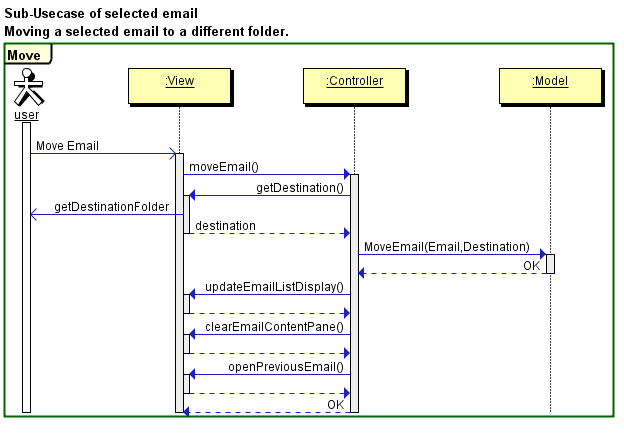 Sub-Usecase of selected email
Moving a selected email to a different folder.
Move
:View
:Controller
:Model
user
Move Email
moveEmail()
getDestination()
getDestinationFolder
destination
MoveEmail(Email,Destination)
OK
updateEmailListDisplay()
clearEmailContentPane()
openPreviousEmail()
OK